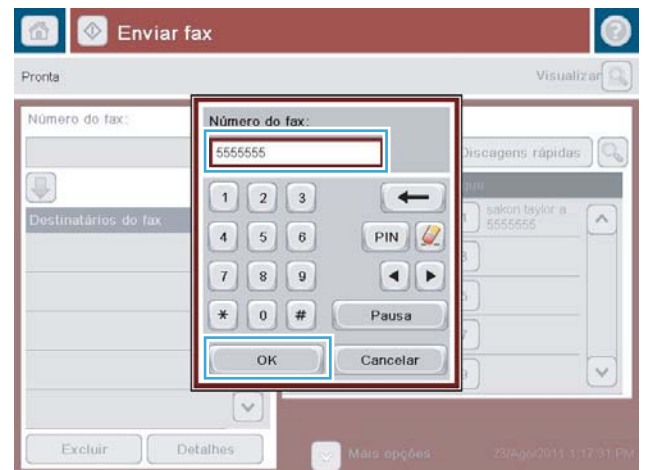 Enviar fax
Pronta
Visualizar
Número do fax:
Discagens rápidas
Destinatários do fax
sakon taylor a
5555555
Número do fax:
5555555
1 2 3
4 5 6 PIN
7 8 9
* 0 # Pausa
OK Cancelar
Excluir Detalhes
Mais opções
23/Ago/2011 1:17:31 PM